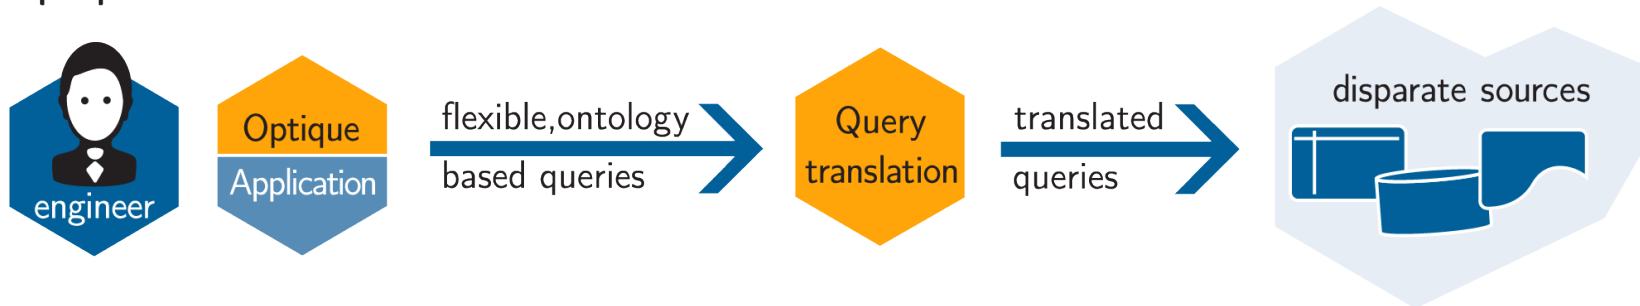 engineer
Optique
Application
flexible,ontology
based queries
Query
translation
translated
queries
disparate sources